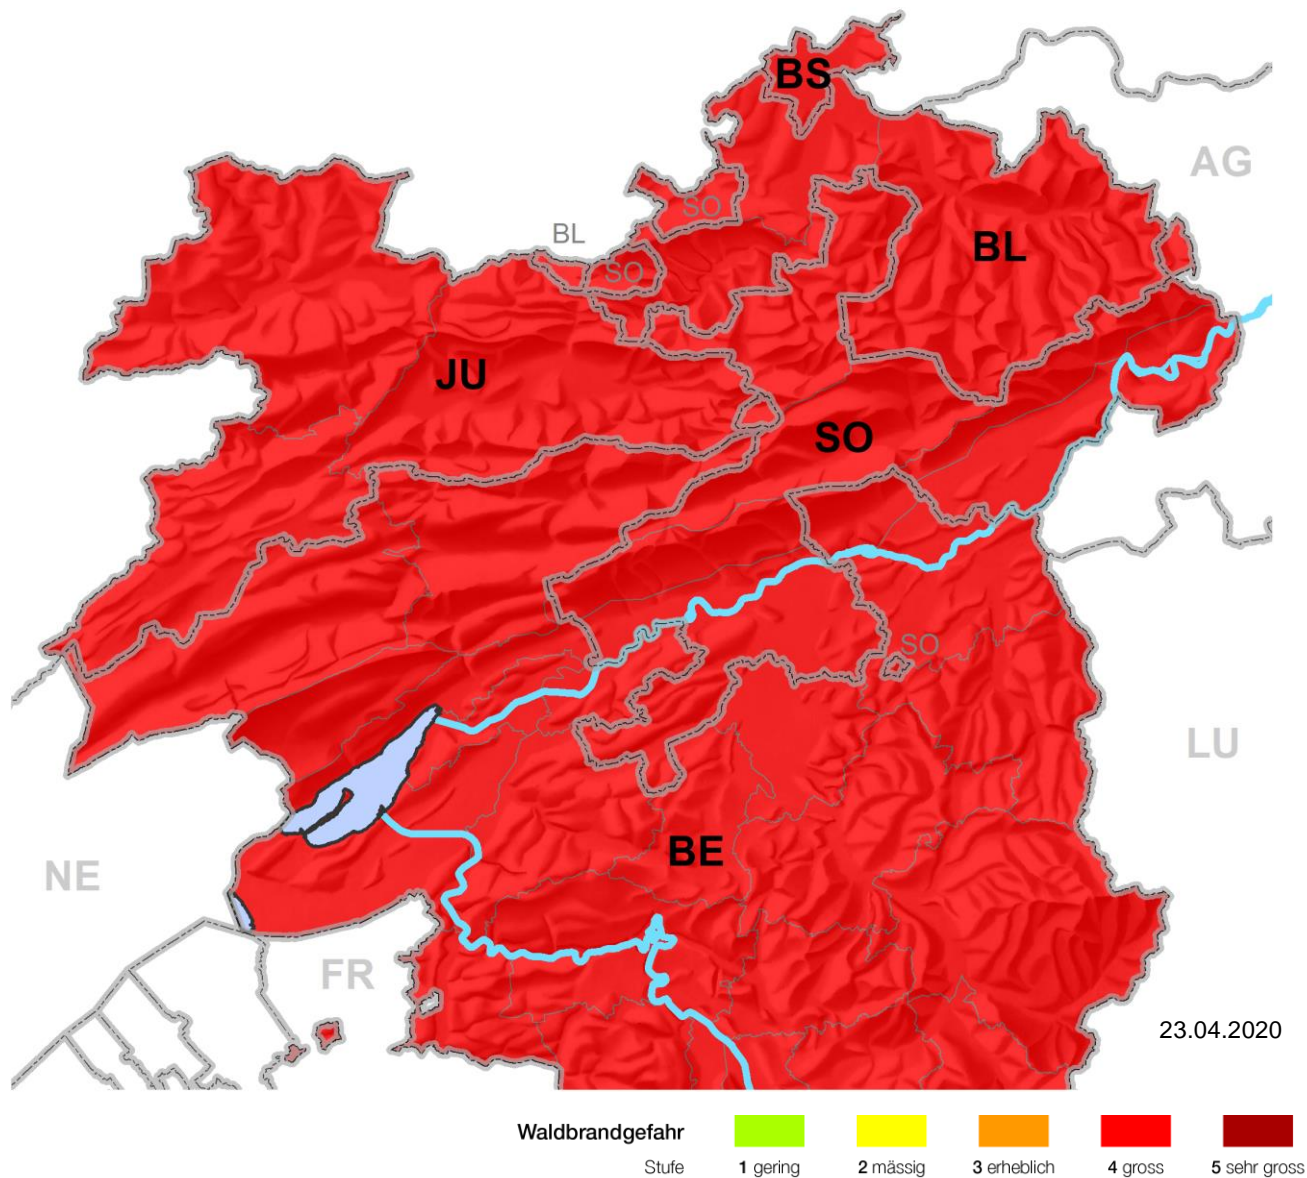 BS
AG
SO
BL
BL
SO
JU
SO
SO
LU
BE
NE
FR
23.04.2020
Waldbrandgefahr
Stufe 1 gering 2 mässig 3 erheblich 4 gross 5 sehr gross